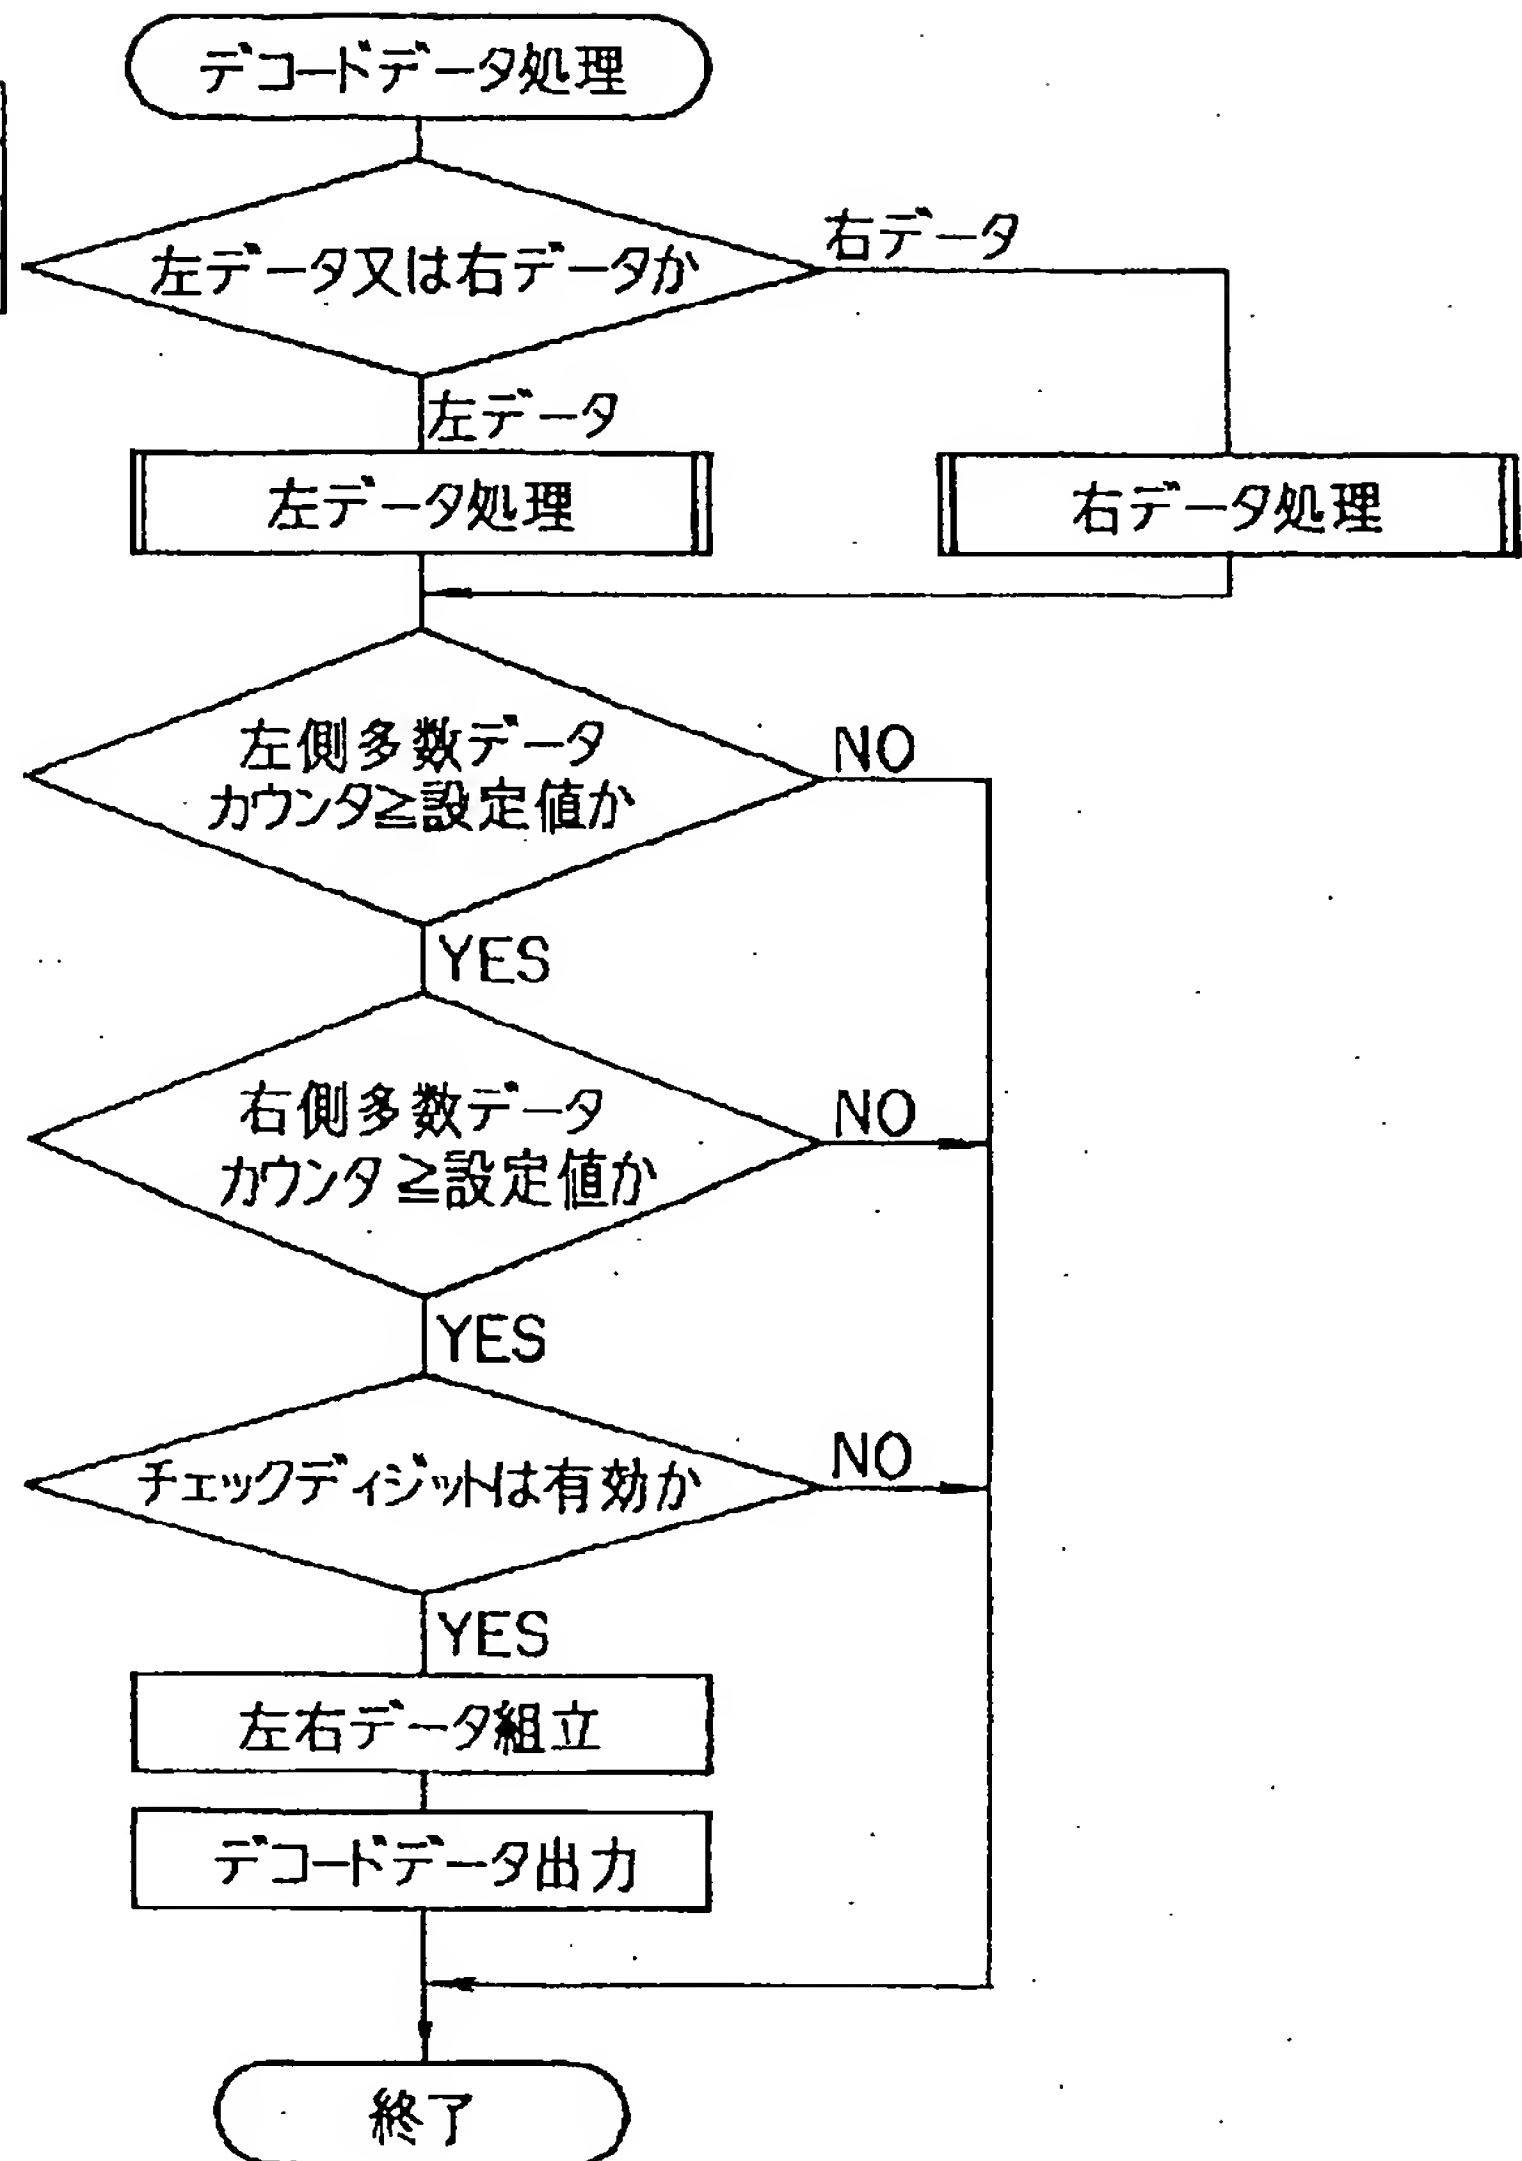 デコードデータ処理
左データ又は右データか
右データ
左データ
左データ処理
右データ処理
左側多数データ
カウンタ≧設定値か
NO
YES
右側多数データ
カウンタ≧設定値か
NO
YES
チェックディジットは有効か
NO
YES
左右データ組立
デコードデータ出力
終了